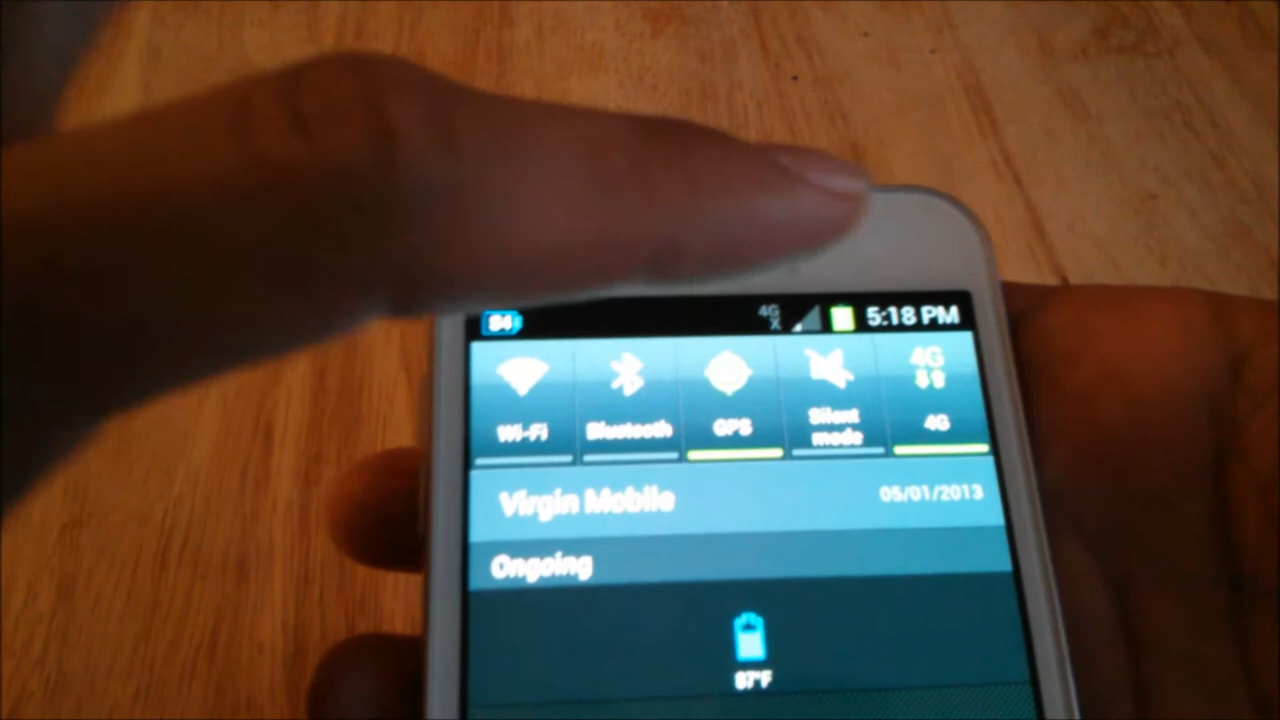 84
4G
X
5:18 PM
4G
Wi-Fi
Bluetooth
GPS
Silent
mode
4G
Virgin Mobile
05/01/2013
Ongoing
87°F